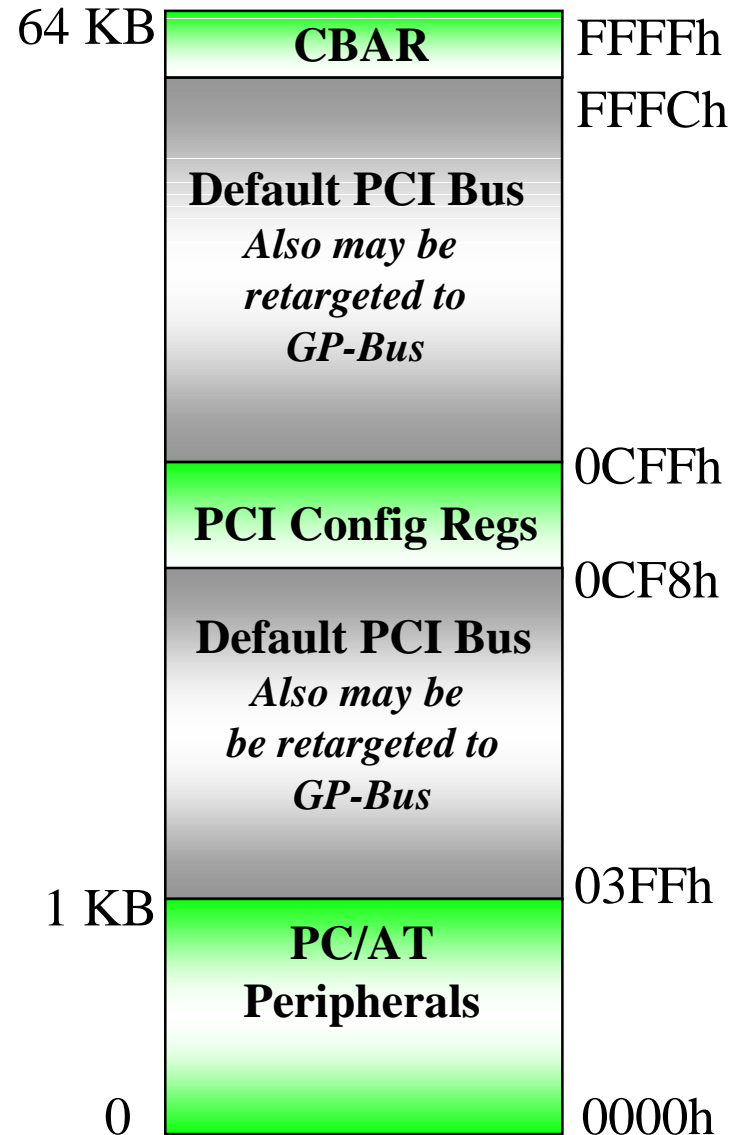 64 KB
CBAR
FFFFh
FFFCh
Default PCI Bus
Also may be
retargeted to
GP-Bus
0CFFh
PCI Config Regs
0CF8h
Default PCI Bus
Also may be
be retargeted to
GP-Bus
03FFh
1 KB
PC/AT
Peripherals
0
0000h